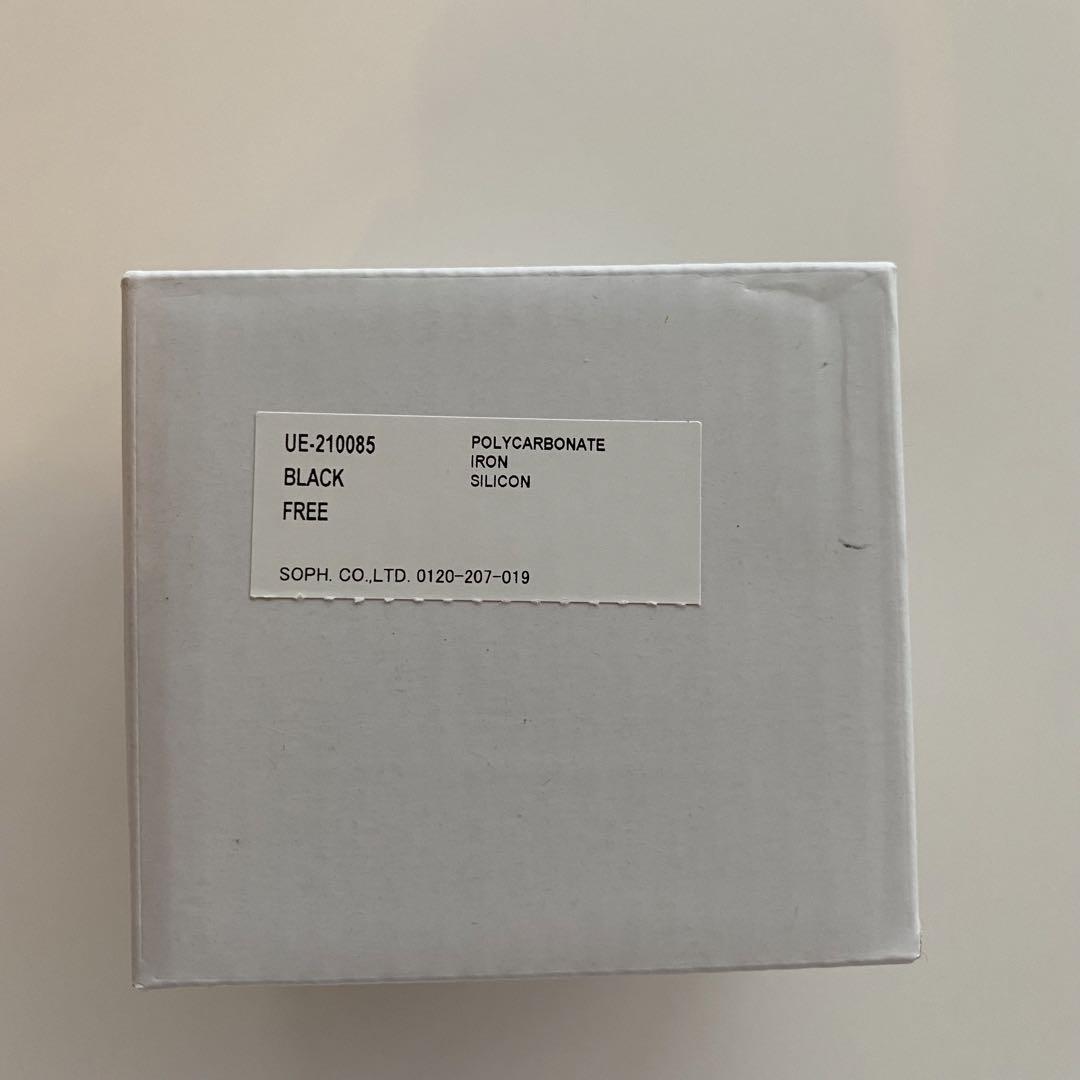 UE-210085
BLACK
FREE
POLYCARBONATE
IRON
SILICON
SOPH. CO.,LTD. 0120-207-019